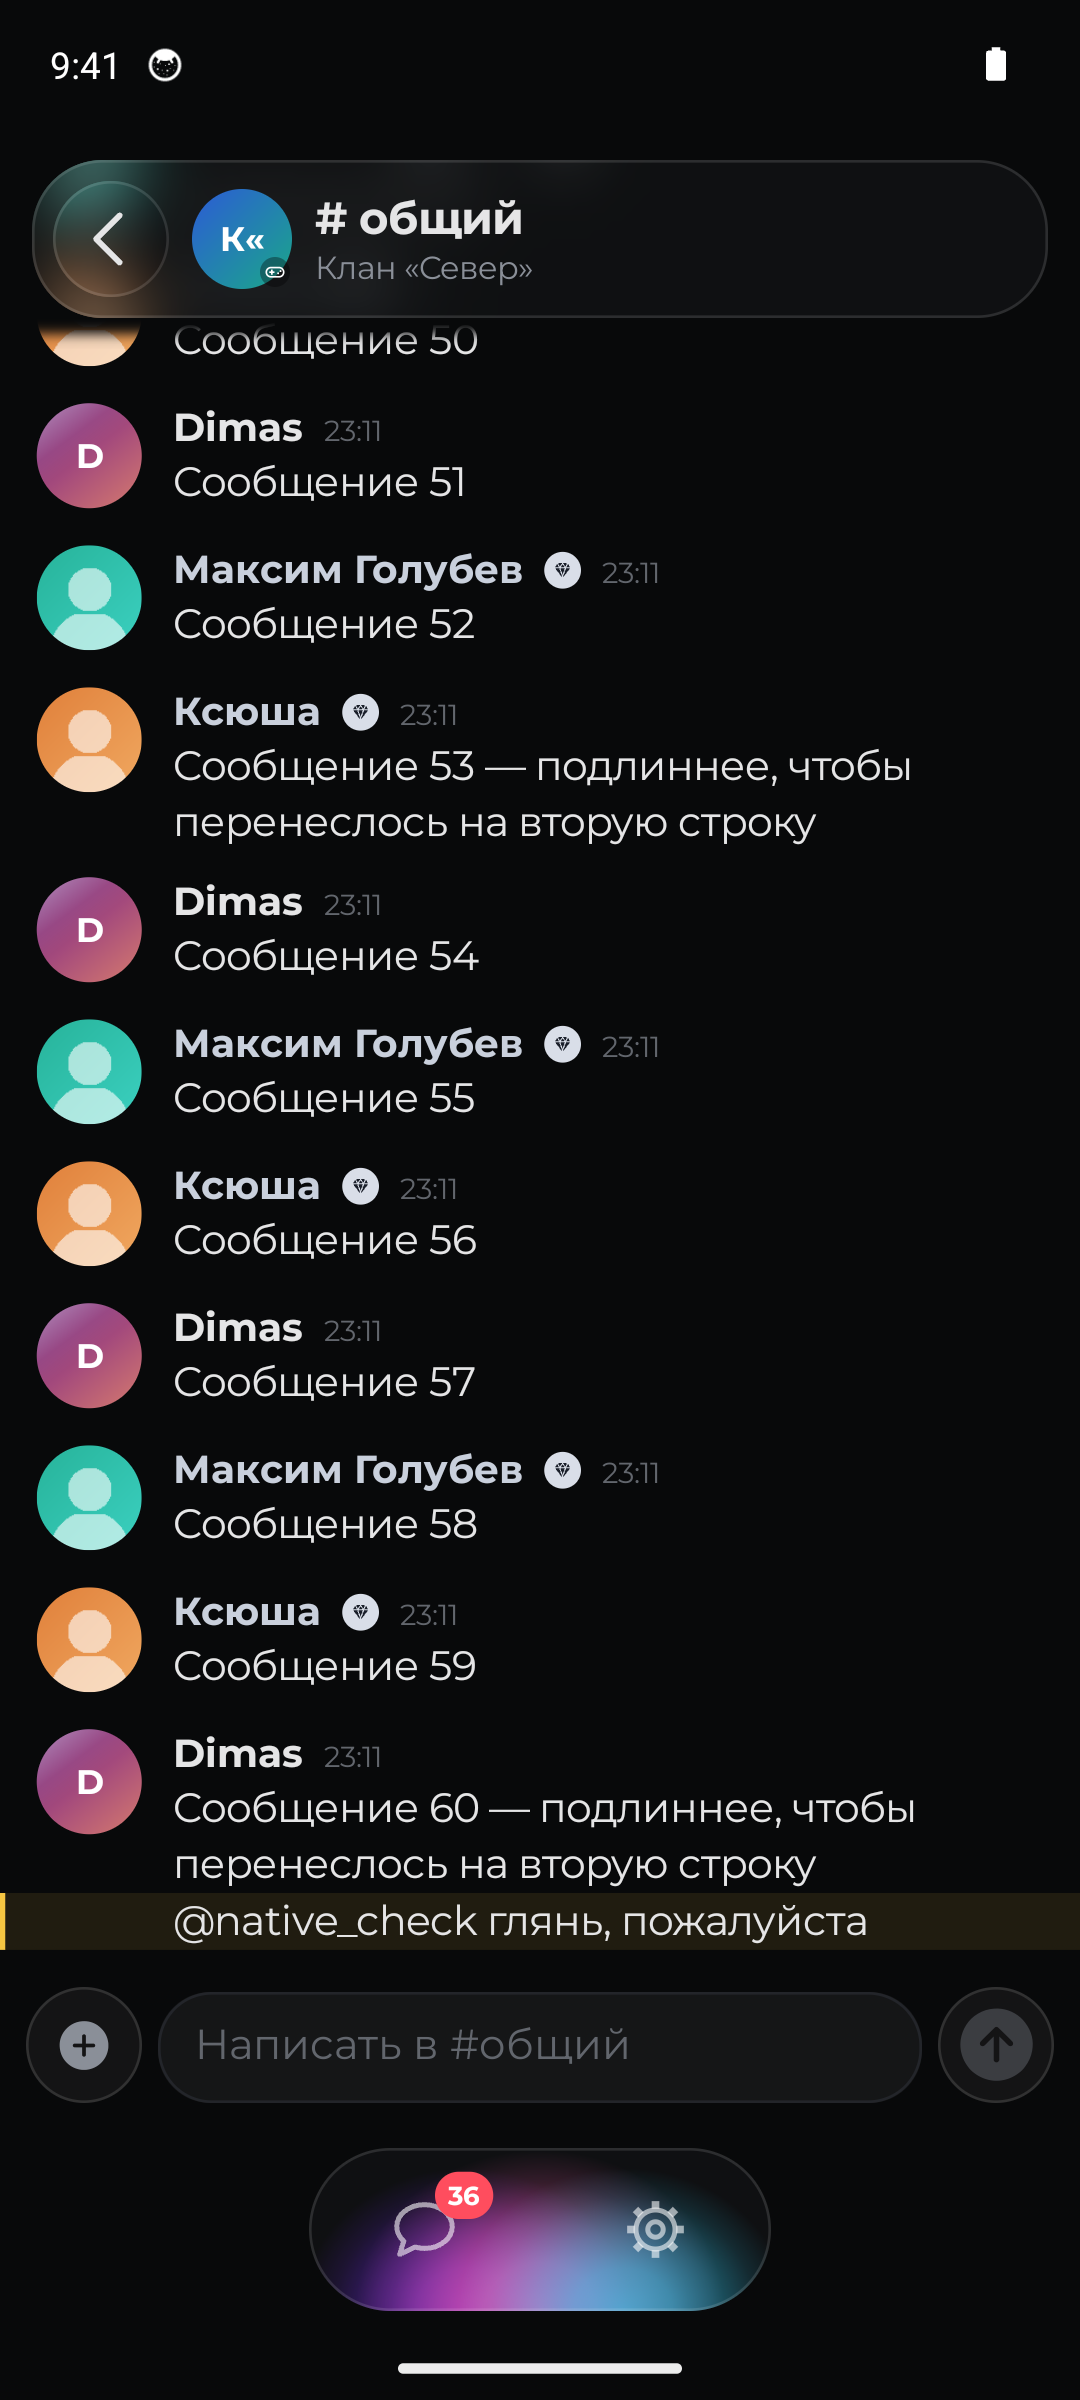 9:41
К«
# общий
Клан «Север»
Сообщение 50
Dimas 23:11
D
Сообщение 51
Максим Голубев 23:11
Сообщение 52
Ксюша 23:11
Сообщение 53 — подлиннее, чтобы
перенеслось на вторую строку
Dimas 23:11
D
Сообщение 54
Максим Голубев 23:11
Сообщение 55
Ксюша 23:11
Сообщение 56
Dimas 23:11
D
Сообщение 57
Максим Голубев 23:11
Сообщение 58
Ксюша 23:11
Сообщение 59
Dimas 23:11
D
Сообщение 60 — подлиннее, чтобы
перенеслось на вторую строку
@native_check глянь, пожалуйста
Написать в #общий
36